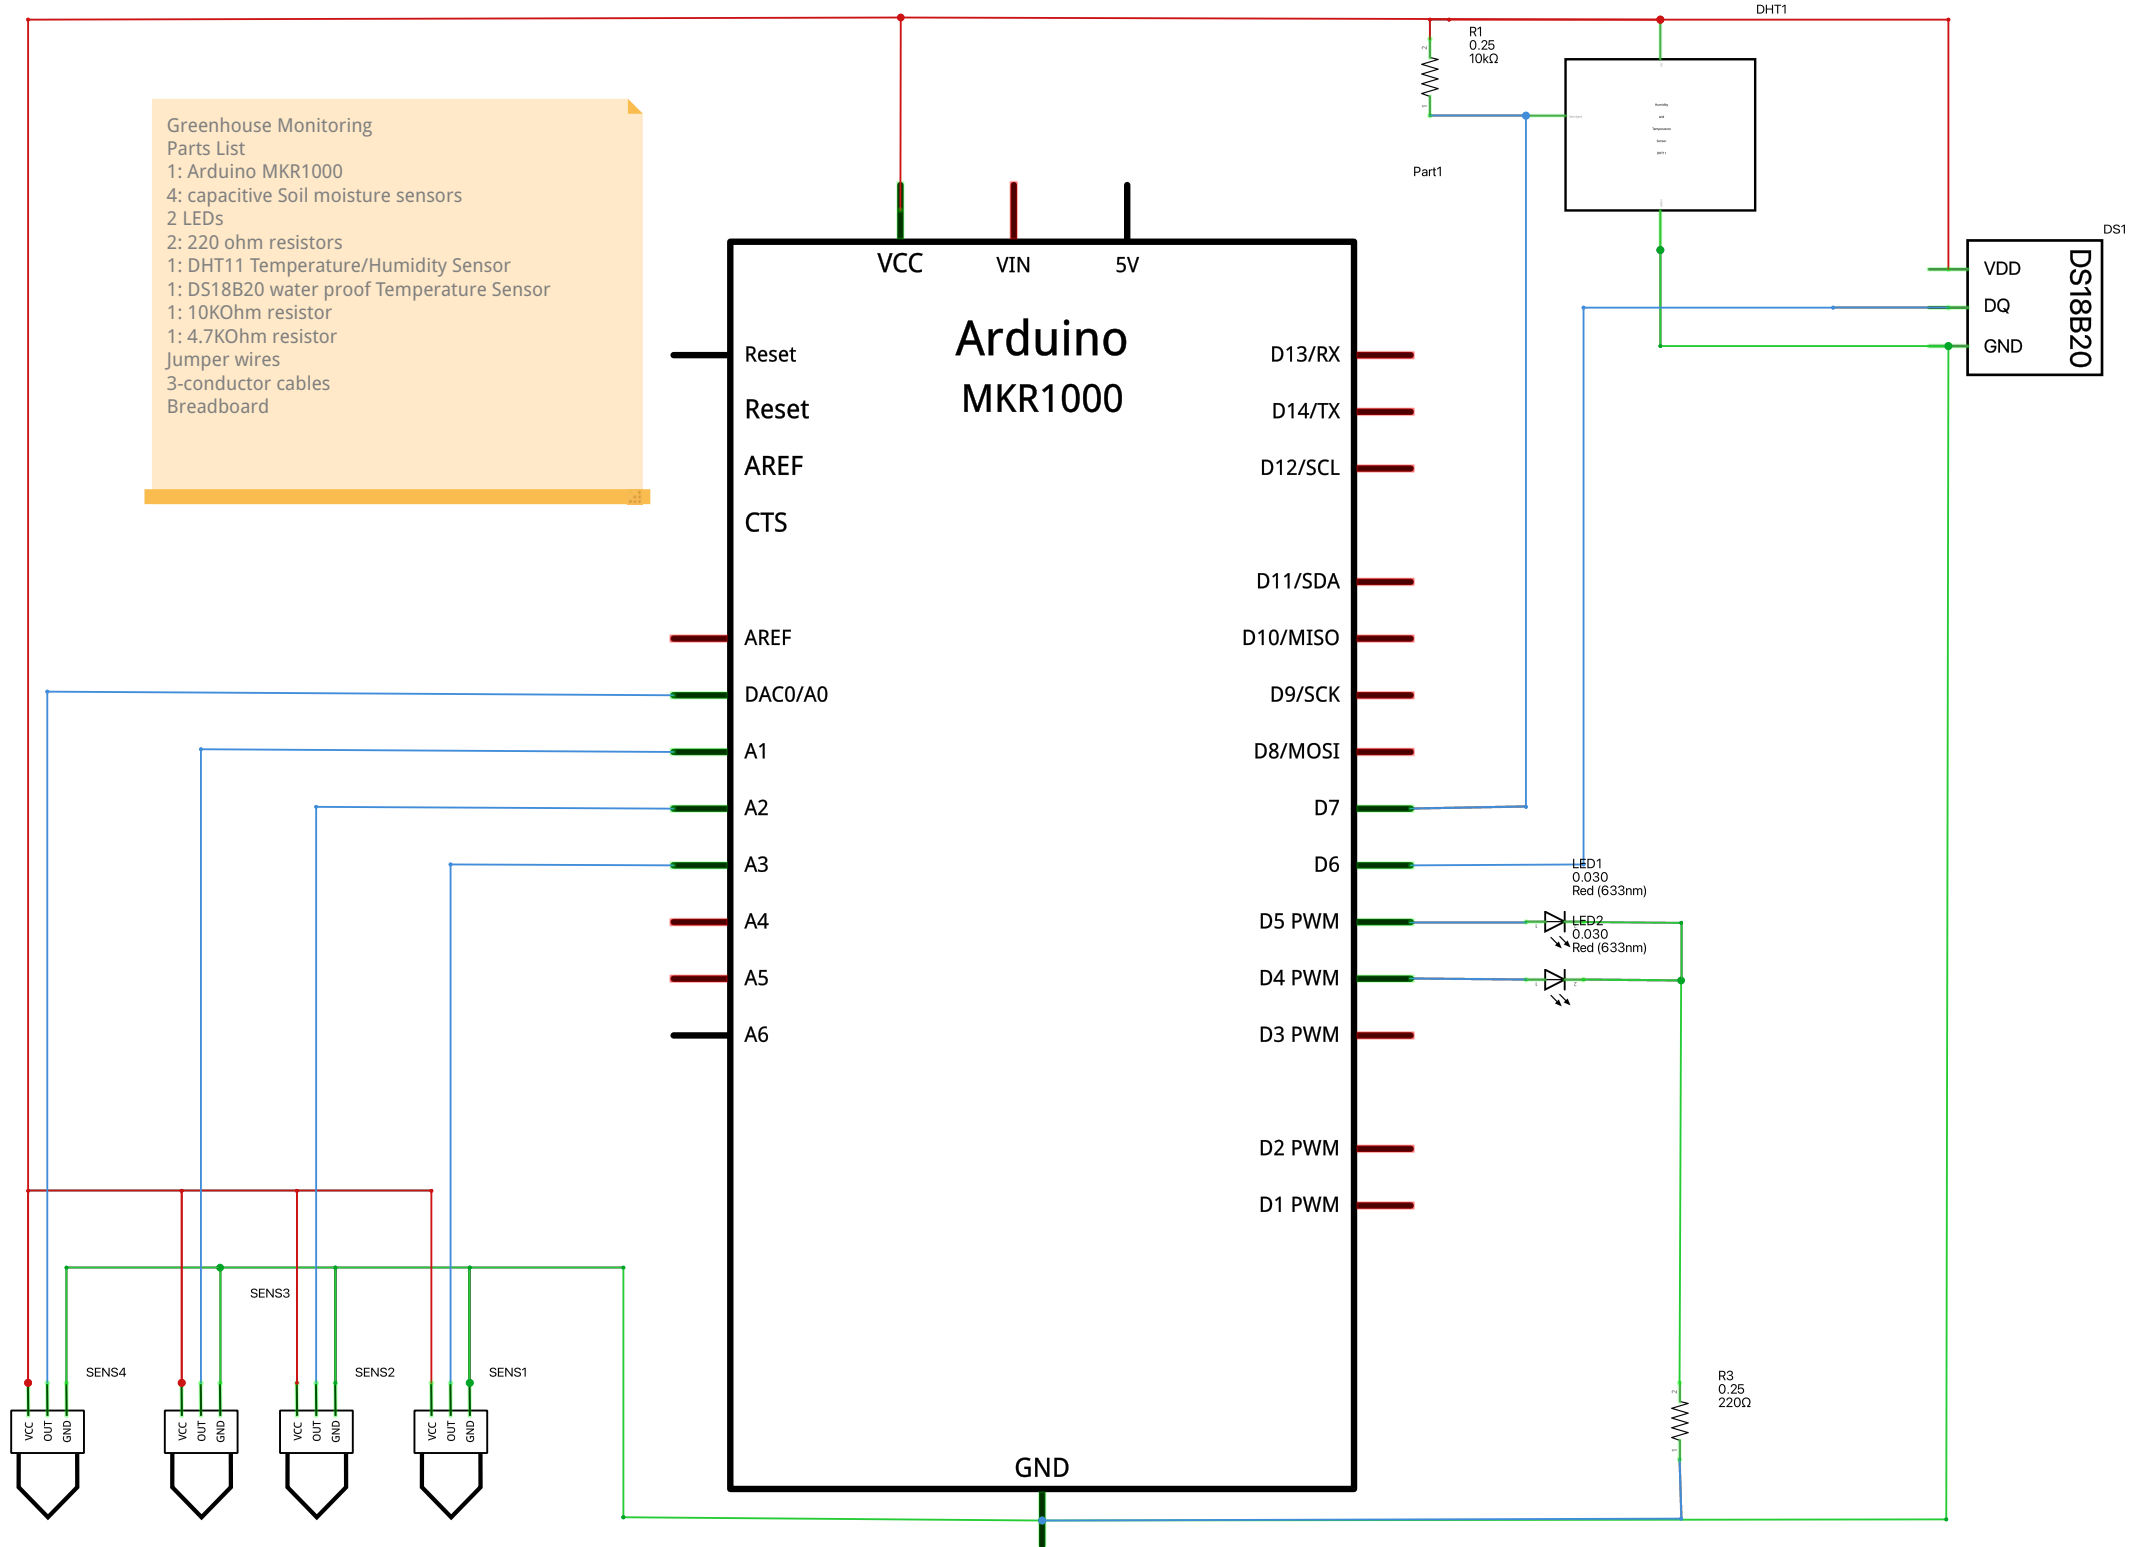 DHT1
R1
0.25
10kΩ
Greenhouse Monitoring
Parts List
1: Arduino MKR1000
4: capacitive Soil moisture sensors
2 LEDs
2: 220 ohm resistors
1: DHT11 Temperature/Humidity Sensor
1: DS18B20 water proof Temperature Sensor
1: 10KOhm resistor
1: 4.7KOhm resistor
Jumper wires
3-conductor cables
Breadboard
Humidity
and
Temperature
Sensor
DHT11
Part1
DS1
VCC
VIN
5V
VDD
DQ
GND
DS18B20
Arduino
MKR1000
Reset
Reset
AREF
CTS
AREF
DAC0/A0
A1
A2
A3
A4
A5
A6
D13/RX
D14/TX
D12/SCL
D11/SDA
D10/MISO
D9/SCK
D8/MOSI
D7
D6
D5 PWM
D4 PWM
D3 PWM
D2 PWM
D1 PWM
LED1
0.030
Red (633nm)
LED2
0.030
Red (633nm)
SENS3
SENS4
SENS2
SENS1
VCC OUT GND
VCC OUT GND
VCC OUT GND
VCC OUT GND
R3
0.25
220Ω
GND